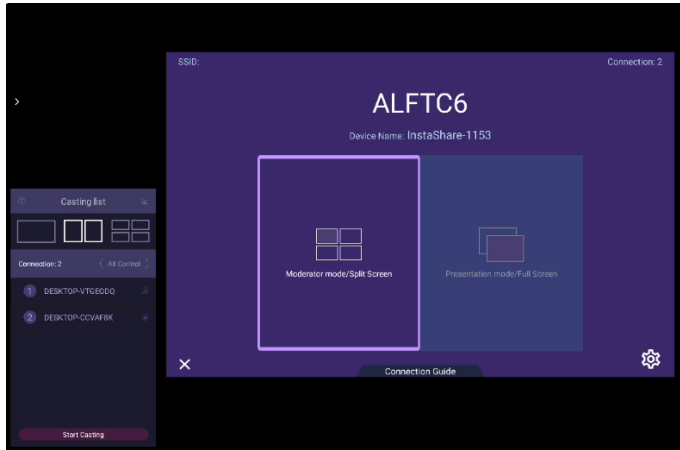 SSID:
Connection: 2
ALFTC6
Device Name: InstaShare-1153
Casting list
Connection: 2
All Control
Moderator mode/Split Screen
Presentation mode/Full Screen
1 DESKTOP-VTGEODQ
2 DESKTOP-CCVAF8K
Connection Guide
Start Casting